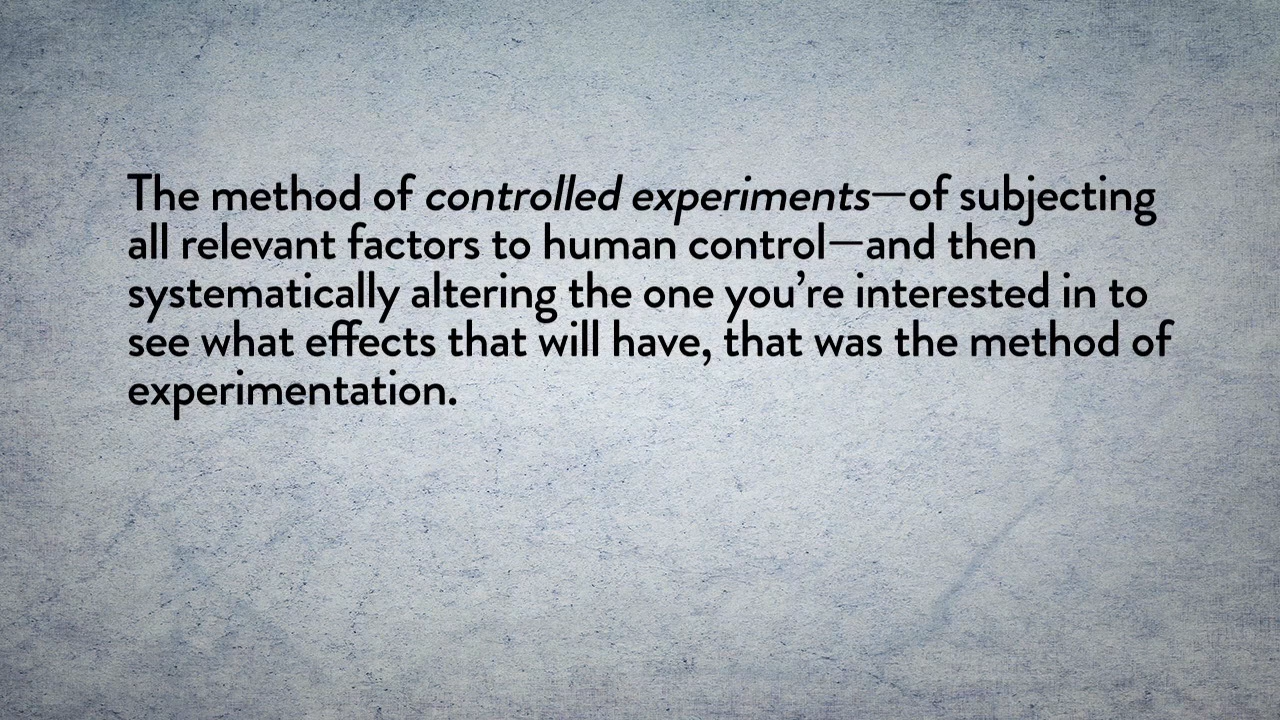 The method of controlled experiments—of subjecting
all relevant factors to human control—and then
systematically altering the one you’re interested in to
see what effects that will have, that was the method of
experimentation.